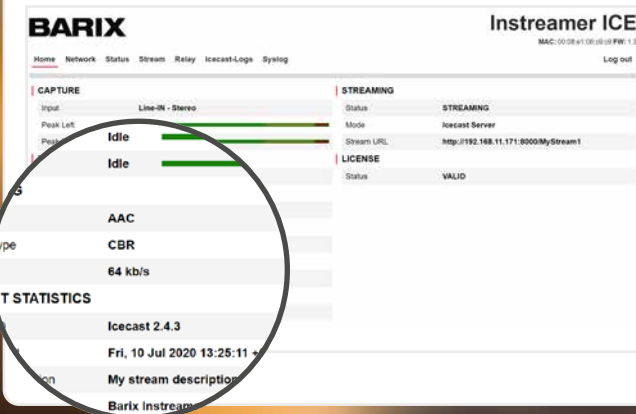 BARIX
Instreamer ICE
Home Network Status Stream Relay Icecast-Logs Syslog
Log out
CAPTURE
Input Line-IN - Stereo
Peak Left
STREAMING
Status STREAMING
Mode Icecast Server
Stream URL http://192.168.11.171:8000/MyStream1
LICENSE
Status VALID
Idle
Idle
AAC
CBR
64 kb/s
STATISTICS
Icecast 2.4.3
Fri, 10 Jul 2020 13:25:11
My stream description
Barix Instreamer